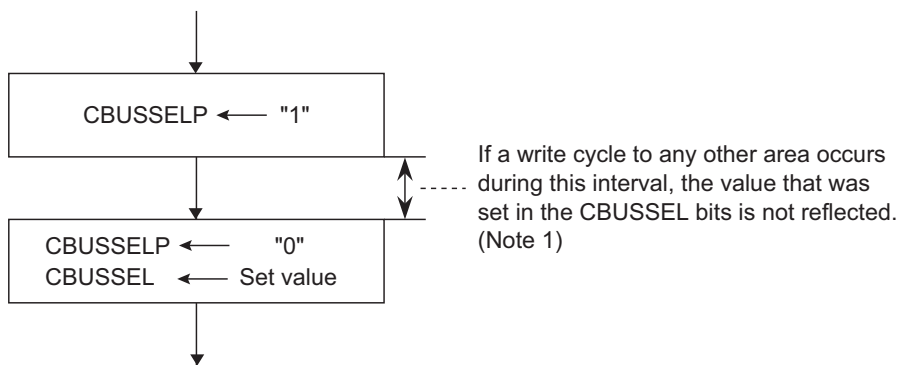 CBUSSELP ← "1"
If a write cycle to any other area occurs
during this interval, the value that was
set in the CBUSSEL bits is not reflected.
(Note 1)
CBUSSELP ← "0"
CBUSSEL ← Set value